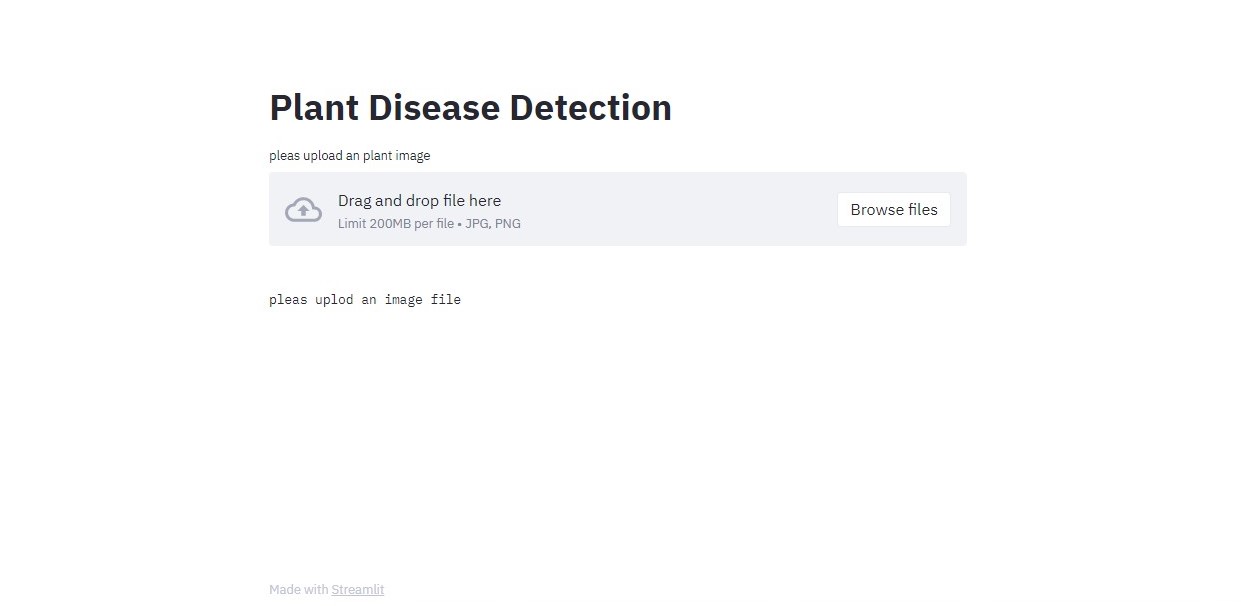 Plant Disease Detection
pleas upload an plant image
Drag and drop file here
Limit 200MB per file • JPG, PNG
Browse files
pleas uplod an image file
Made with Streamlit